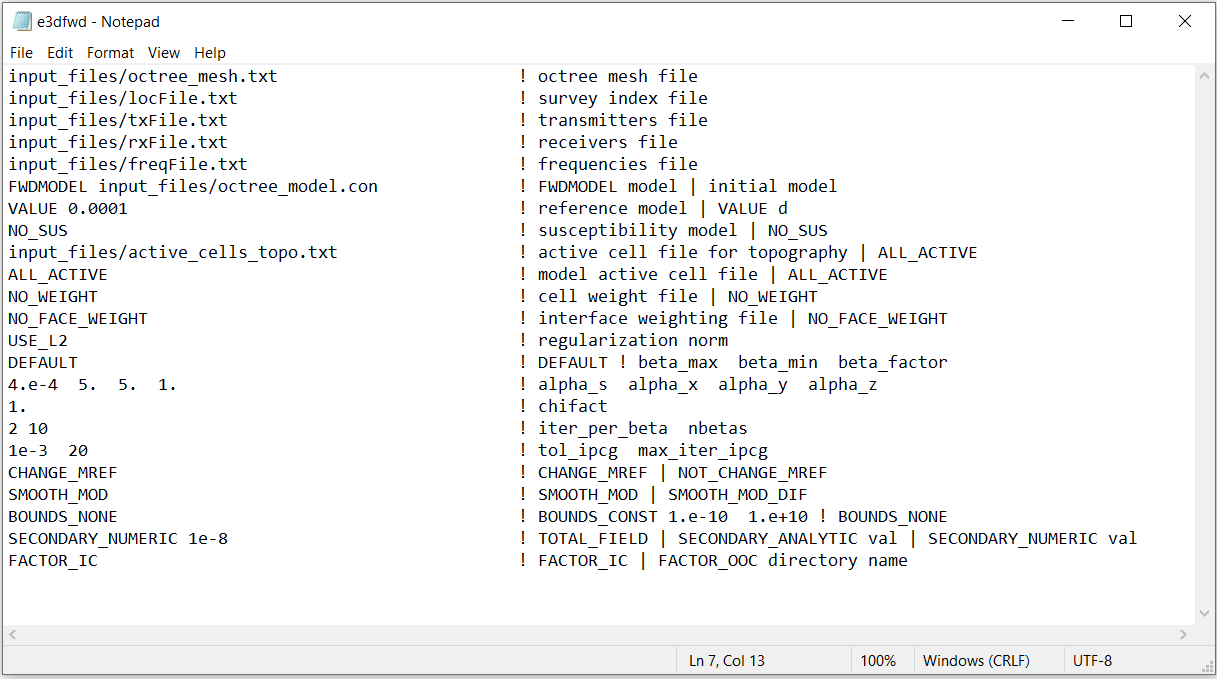 e3dfwd - Notepad
File Edit Format View Help
input_files/octree_mesh.txt ! octree mesh file
input_files/locFile.txt ! survey index file
input_files/txFile.txt ! transmitters file
input_files/rxFile.txt ! receivers file
input_files/freqFile.txt ! frequencies file
FWDMODEL input_files/octree_model.con ! FWDMODEL model | initial model
VALUE 0.0001 ! reference model | VALUE d
NO_SUS ! susceptibility model | NO_SUS
input_files/active_cells_topo.txt ! active cell file for topography | ALL_ACTIVE
ALL_ACTIVE ! model active cell file | ALL_ACTIVE
NO_WEIGHT ! cell weight file | NO_WEIGHT
NO_FACE_WEIGHT ! interface weighting file | NO_FACE_WEIGHT
USE_L2 ! regularization norm
DEFAULT ! DEFAULT ! beta_max beta_min beta_factor
4.e-4 5. 5. 1. ! alpha_s alpha_x alpha_y alpha_z
1. ! chifact
2 10 ! iter_per_beta nbetas
1e-3 20 ! tol_ipcg max_iter_ipcg
CHANGE_MREF ! CHANGE_MREF | NOT_CHANGE_MREF
SMOOTH_MOD ! SMOOTH_MOD | SMOOTH_MOD_DIF
BOUNDS_NONE ! BOUNDS_CONST 1.e-10 1.e+10 ! BOUNDS_NONE
SECONDARY_NUMERIC 1e-8 ! TOTAL_FIELD | SECONDARY_ANALYTIC val | SECONDARY_NUMERIC val
FACTOR_IC ! FACTOR_IC | FACTOR_OOC directory name
Ln 7, Col 13 100% Windows (CRLF) UTF-8